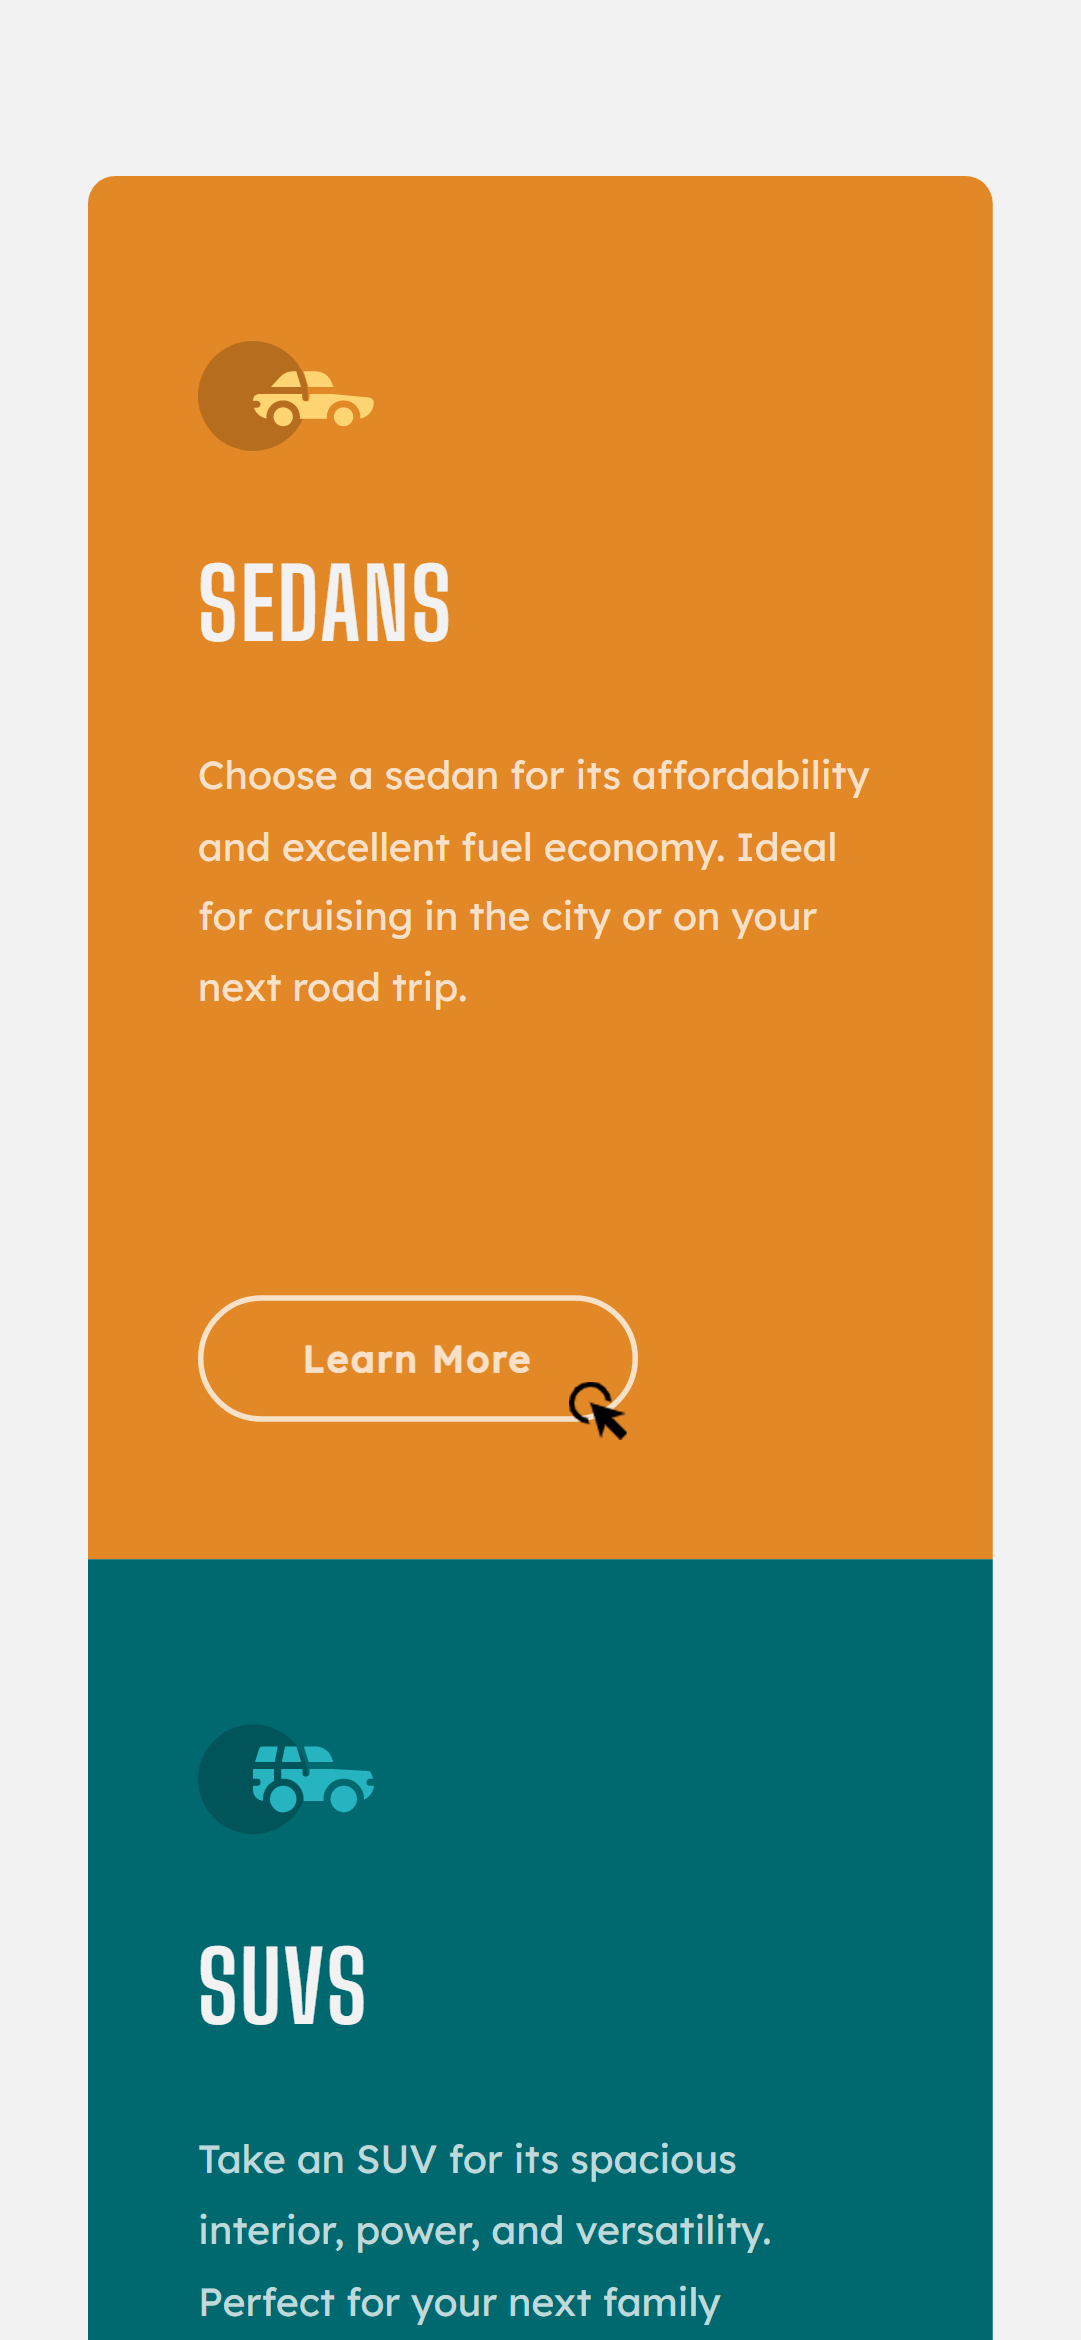 SEDANS
Choose a sedan for its affordability
and excellent fuel economy. Ideal
for cruising in the city or on your
next road trip.
Learn More
SUVS
Take an SUV for its spacious
interior, power, and versatility.
Perfect for your next family